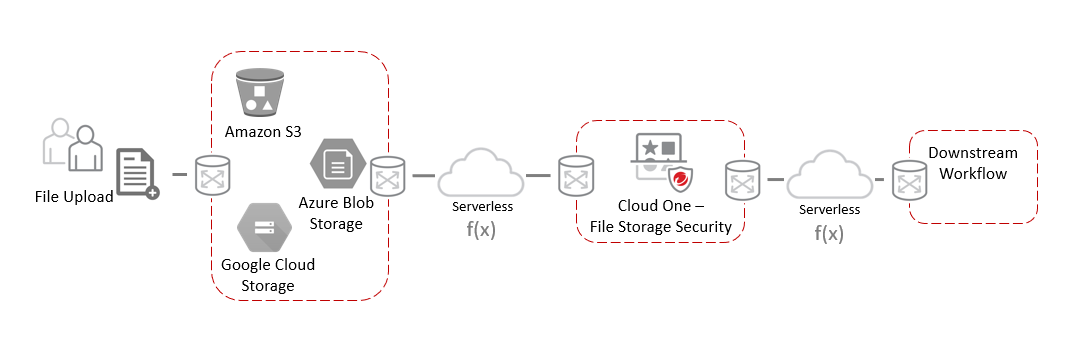 File Upload
Amazon S3
Azure Blob
Storage
Google Cloud
Storage
Serverless
f(x)
Cloud One –
File Storage Security
Serverless
f(x)
Downstream
Workflow